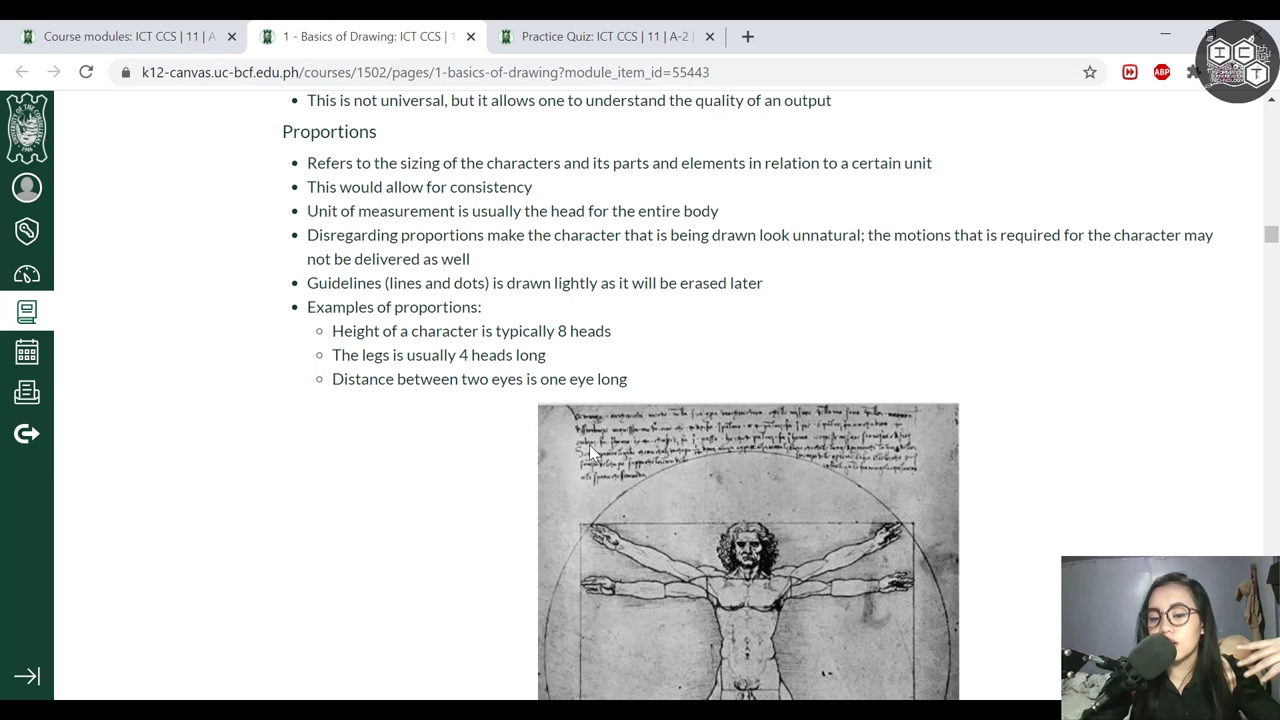 Course modules: ICT CCS | 11 | A
1 - Basics of Drawing: ICT CCS |
Practice Quiz: ICT CCS | 11 | A-2 |
k12-canvas.uc-bcf.edu.ph/courses/1502/pages/1-basics-of-drawing?module_item_id=55443
ABP
ICT
• This is not universal, but it allows one to understand the quality of an output
Proportions
• Refers to the sizing of the characters and its parts and elements in relation to a certain unit
• This would allow for consistency
• Unit of measurement is usually the head for the entire body
• Disregarding proportions make the character that is being drawn look unnatural; the motions that is required for the character may
not be delivered as well
• Guidelines (lines and dots) is drawn lightly as it will be erased later
• Examples of proportions:
○ Height of a character is typically 8 heads
○ The legs is usually 4 heads long
○ Distance between two eyes is one eye long